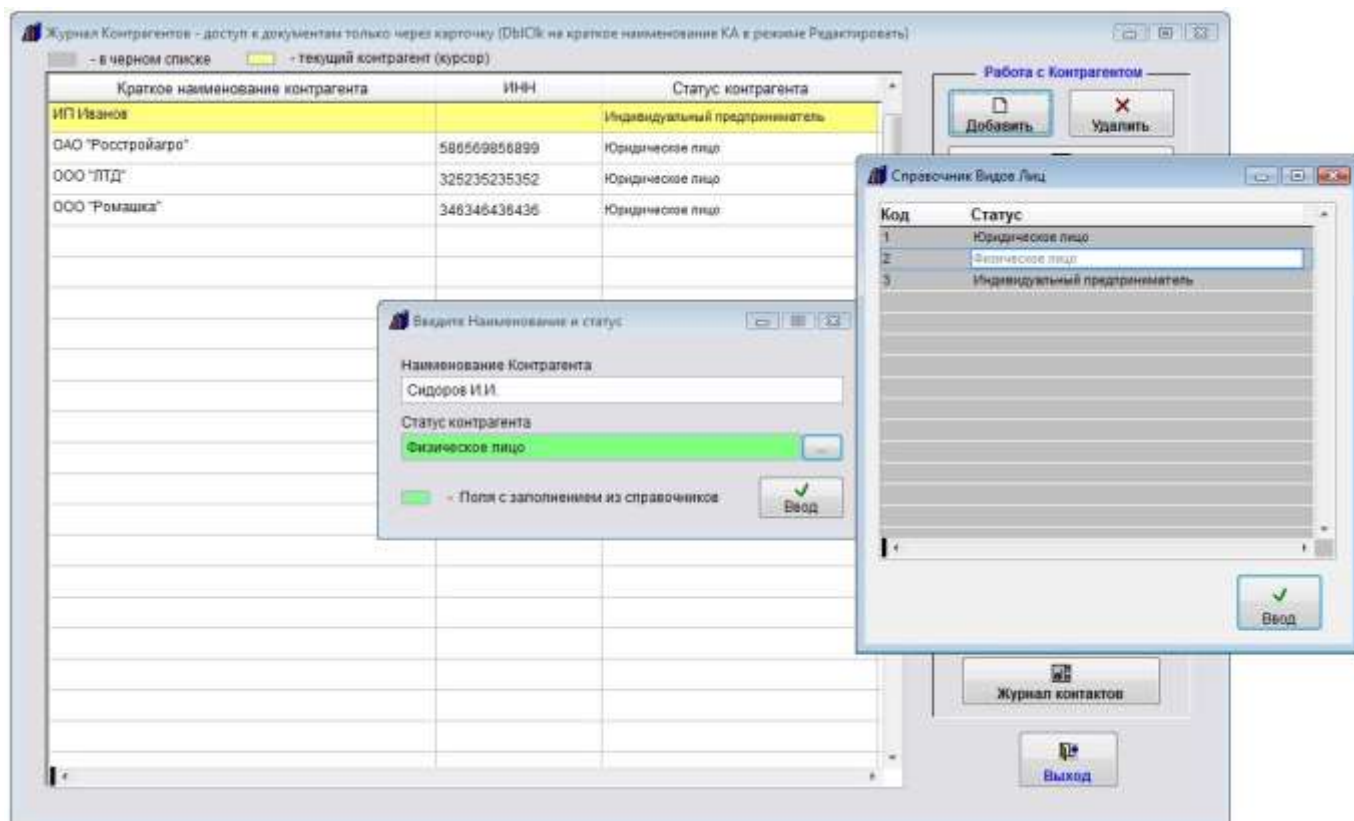 Журнал Контрагентов - доступ к документам только через карточку (DblClk на краткое наименование КА в режиме Редактировать)
- в черном списке - текущий контрагент (курсор)
Работа с Контрагентом
Краткое наименование контрагента ИНН Статус контрагента
Добавить Удалить
ИП Иванов Индивидуальный предприниматель
ОАО "Росстройагро" 586569856899 Юридическое лицо
ООО "ЛТД" 325235235352 Юридическое лицо
ООО "Ромашка" 346346436436 Юридическое лицо
Справочник Видов Лиц
Код Статус
1 Юридическое лицо
2 Физическое лицо
3 Индивидуальный предприниматель
Ввод
Введите Наименование и статус
Наименование Контрагента
Сидоров И.И.
Статус контрагента
Физическое лицо
...
- Поля с заполнением из справочников
Ввод
Журнал контактов
Выход